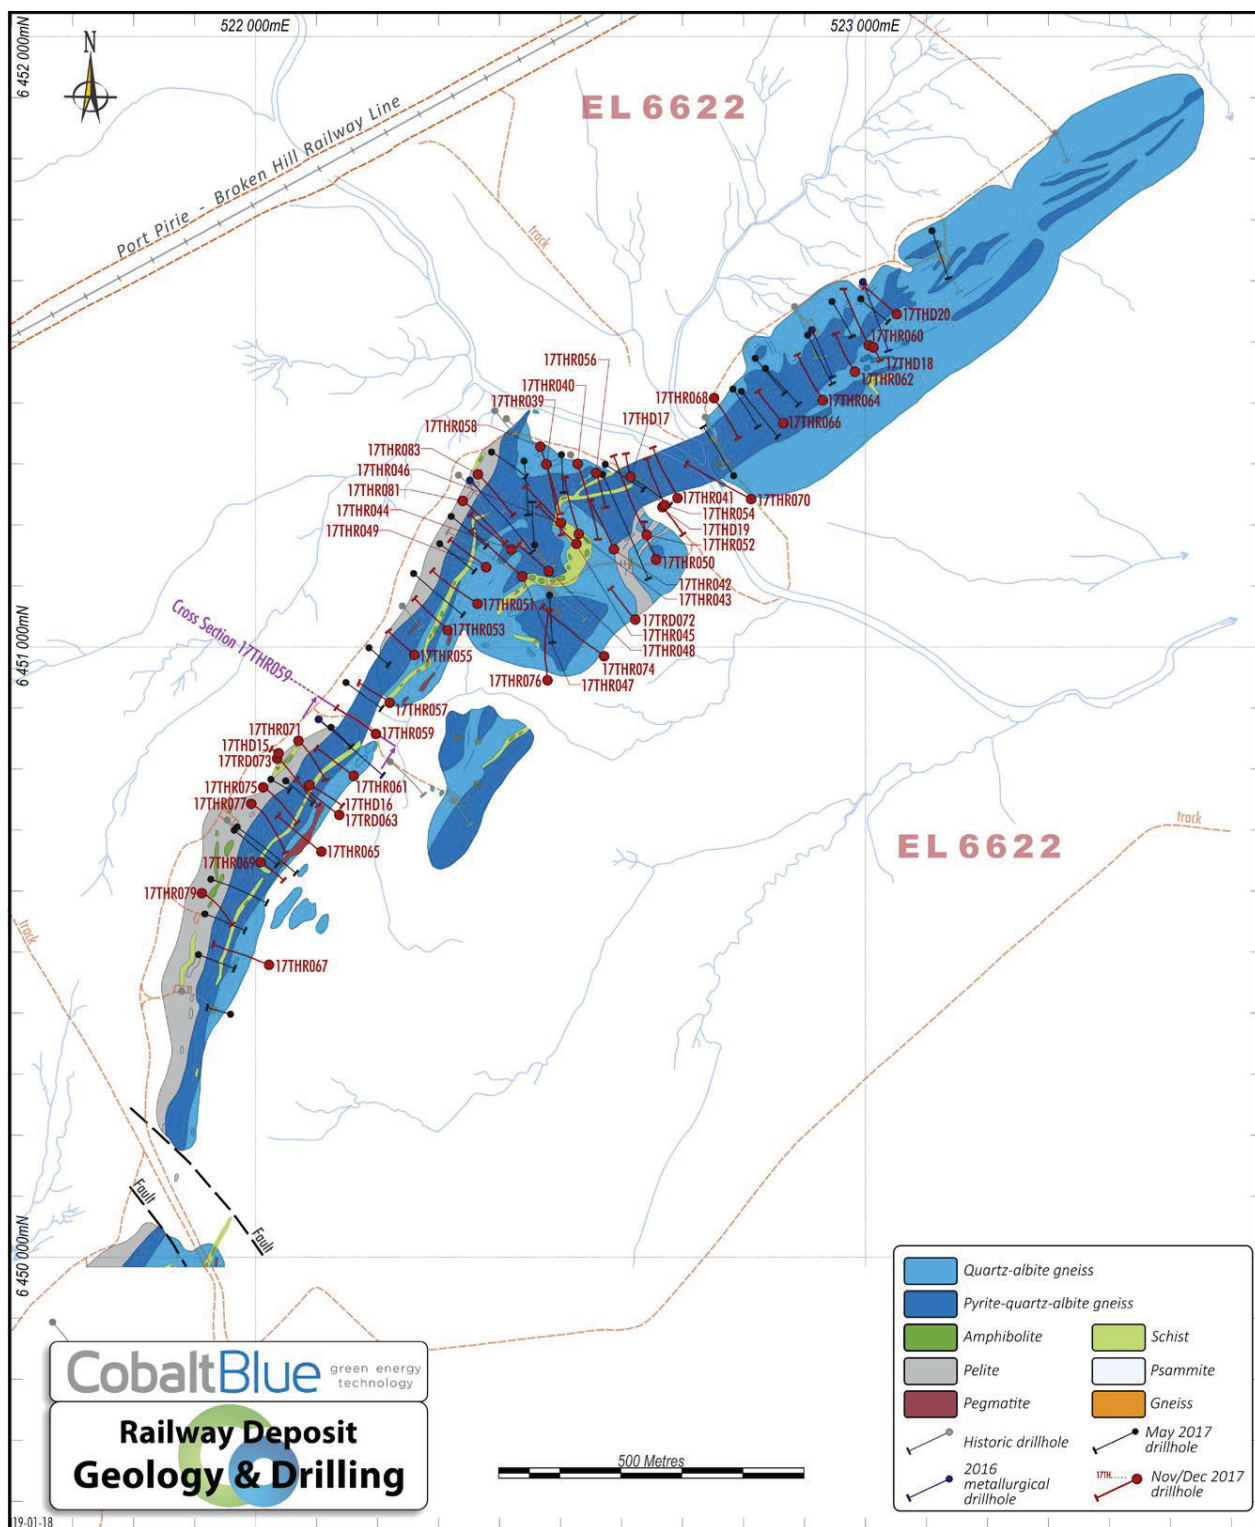 522 000mE
523 000mE
6 452 000mN
N
EL 6622
Port Pirie - Broken Hill Railway Line
track
17THD20
17THR060
17THD18
17THR062
17THR064
17THR066
17THR056
17THR040
17THR039
17THR068
17THD17
17THR058
17THR083
17THR046
17THR081
17THR044
17THR049
17THR041
17THR070
17THR054
17THD19
17THR052
17THR050
17THR042
17THR043
17THR051
17TRD072
17THR053
17THR045
17THR048
17THR055
17THR074
17THR047
17THR076
Cross Section 17THR059
6 451 000mN
17THR057
17THR059
17THR071
17THD15
17TRD073
17THR061
17THR075
17THD16
17THR077
17TRD063
track
EL 6622
17THR065
17THR069
17THR079
track
17THR067
Fault
Fault
6 450 000mN
Quartz-albite gneiss
Pyrite-quartz-albite gneiss
Amphibolite
Schist
Pelite
Psammite
Pegmatite
Gneiss
Historic drillhole
May 2017
drillhole
2016
metallurgical
drillhole
17TH.....
Nov/Dec 2017
drillhole
CobaltBlue
green energy
technology
Railway Deposit
Geology & Drilling
500 Metres
19-01-18